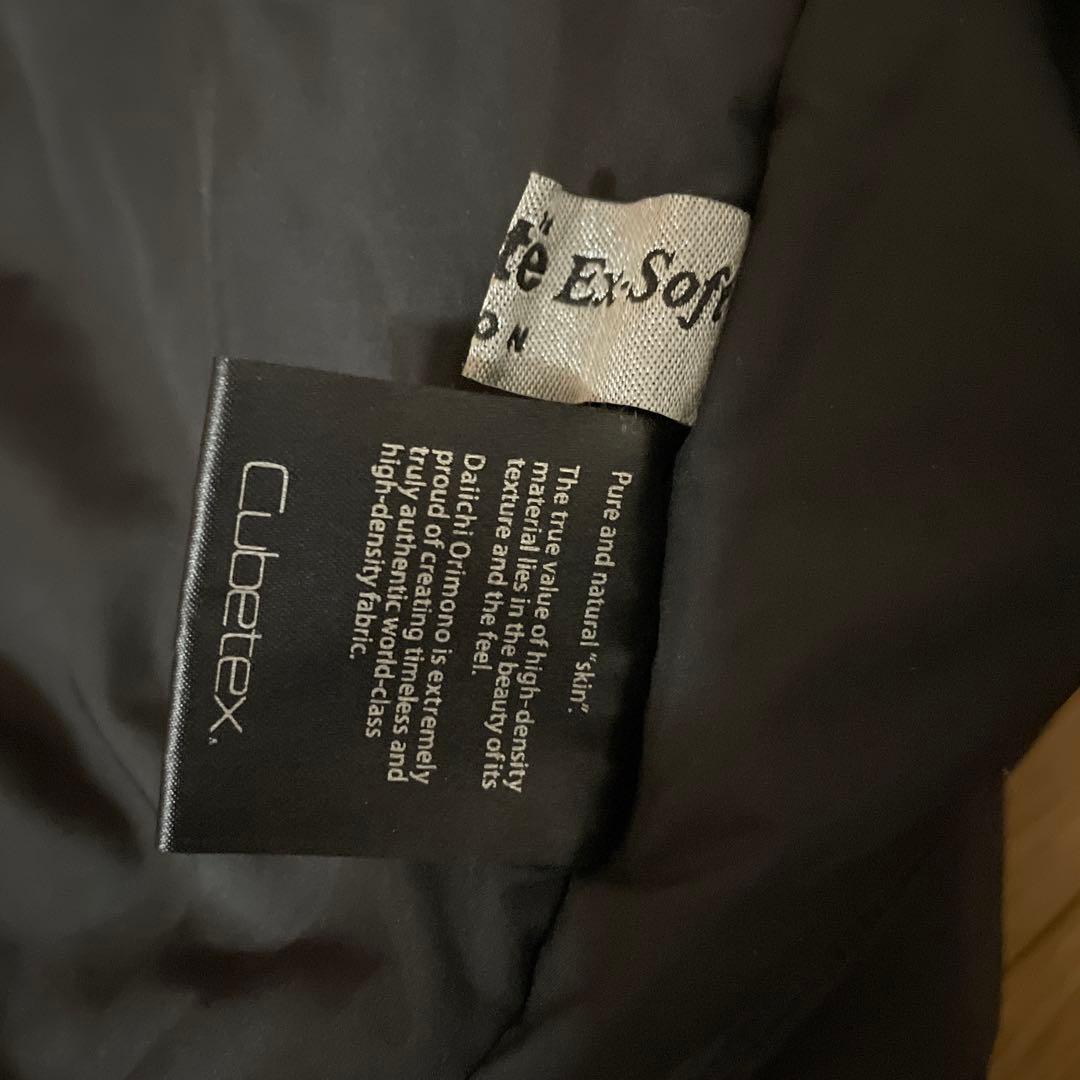 Ex-Soft
ON
Pure and natural "skin".
The true value of high-density
material lies in the beauty of its
texture and the feel.
Daiichi Orimono is extremely
proud of creating timeless and
truly authentic world-class
high-density fabric.
Cubetex.